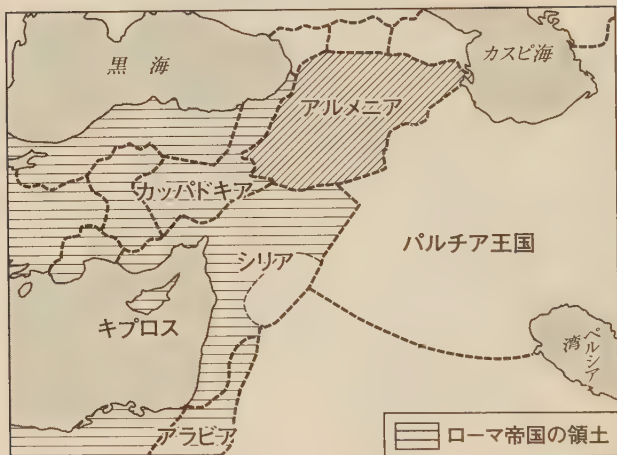 黒海
カスピ海
アルメニア
カッパドキア
パルチア王国
シリア
キプロス
ペルシア湾
アラビア
ローマ帝国の領土